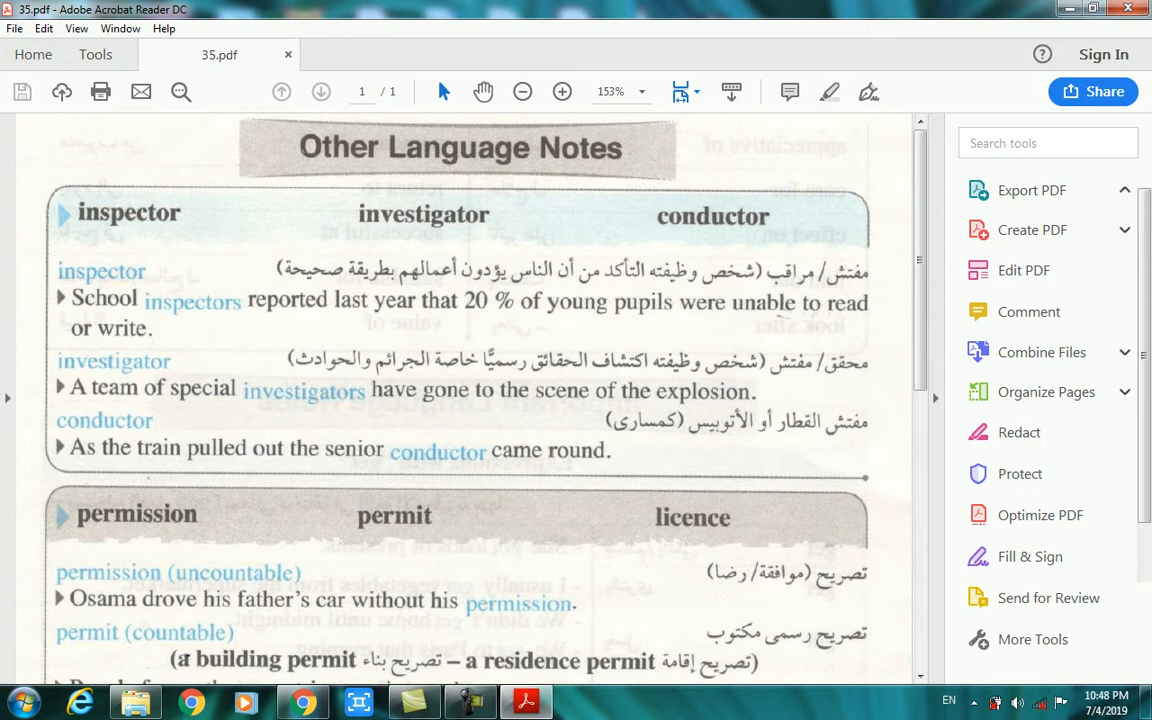 35.pdf - Adobe Acrobat Reader DC
File Edit View Window Help
Home Tools 35.pdf × Sign In
1 / 1 153% Share
Other Language Notes
inspector investigator conductor
inspector مفتش/ مراقب (شخص وظيفته التأكد من أن الناس يؤدون أعمالهم بطريقة صحيحة)
School inspectors reported last year that 20 % of young pupils were unable to read
or write.
investigator محقق/ مفتش (شخص وظيفته اكتشاف الحقائق رسميًّا خاصة الجرائم والحوادث)
A team of special investigators have gone to the scene of the explosion.
conductor مفتش القطار أو الأتوبيس (كمسارى)
As the train pulled out the senior conductor came round.
permission permit licence
permission (uncountable) تصريح (موافقة/ رضا)
Osama drove his father's car without his permission.
permit (countable) تصريح رسمى مكتوب
(a building permit تصريح بناء – a residence permit تصريح إقامة)
Search tools
Export PDF
Create PDF
Edit PDF
Comment
Combine Files
Organize Pages
Redact
Protect
Optimize PDF
Fill & Sign
Send for Review
More Tools
EN 10:48 PM
7/4/2019